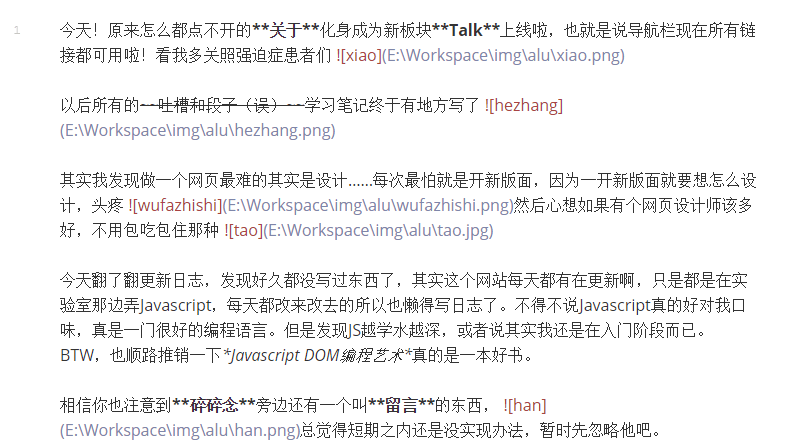 1
今天！原来怎么都点不开的**关于**化身成为新板块**Talk**上线啦，也就是说导航栏现在所有链
接都可用啦！看我多关照强迫症患者们 ![xiao](E:\Workspace\img\alu\xiao.png)
以后所有的~~吐槽和段子（误）~~学习笔记终于有地方写了 ![hezhang]
(E:\Workspace\img\alu\hezhang.png)
其实我发现做一个网页最难的其实是设计......每次最怕就是开新版面，因为一开新版面就要想怎么设
计，头疼 ![wufazhishi](E:\Workspace\img\alu\wufazhishi.png)然后心想如果有个网页设计师该多
好，不用包吃包住那种 ![tao](E:\Workspace\img\alu\tao.jpg)
今天翻了翻更新日志，发现好久都没写过东西了，其实这个网站每天都有在更新啊，只是都是在实
验室那边弄Javascript，每天都改来改去的所以也懒得写日志了。不得不说Javascript真的好对我口
味，真是一门很好的编程语言。但是发现JS越学水越深，或者说其实我还是在入门阶段而已。
BTW，也顺路推销一下*Javascript DOM编程艺术*真的是一本好书。
相信你也注意到**碎碎念**旁边还有一个叫**留言**的东西， ![han]
(E:\Workspace\img\alu\han.png)总觉得短期之内还是没实现办法，暂时先忽略他吧。